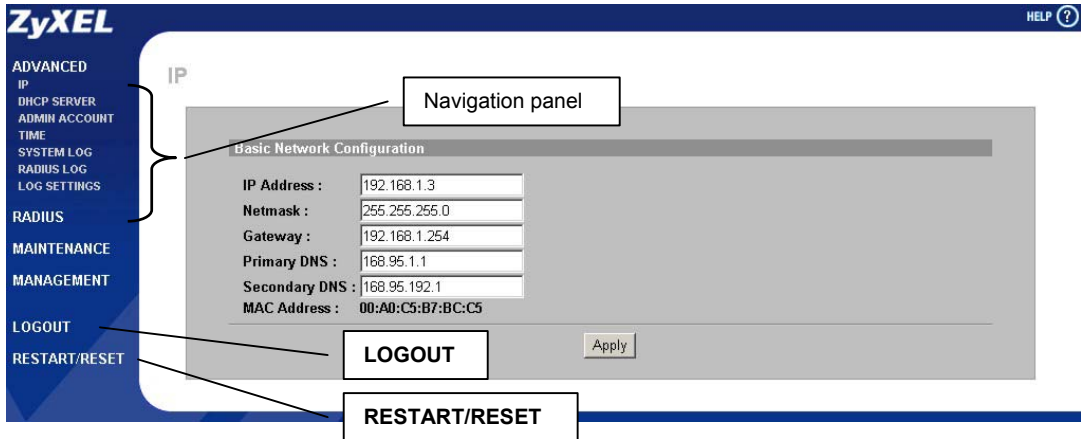 ZyXEL
HELP ?
ADVANCED
IP
DHCP SERVER
ADMIN ACCOUNT
TIME
SYSTEM LOG
RADIUS LOG
LOG SETTINGS
RADIUS
MAINTENANCE
MANAGEMENT
LOGOUT
RESTART/RESET
IP
Navigation panel
Basic Network Configuration
IP Address : 192.168.1.3
Netmask : 255.255.255.0
Gateway : 192.168.1.254
Primary DNS : 168.95.1.1
Secondary DNS : 168.95.192.1
MAC Address : 00:A0:C5:B7:BC:C5
Apply
LOGOUT
RESTART/RESET